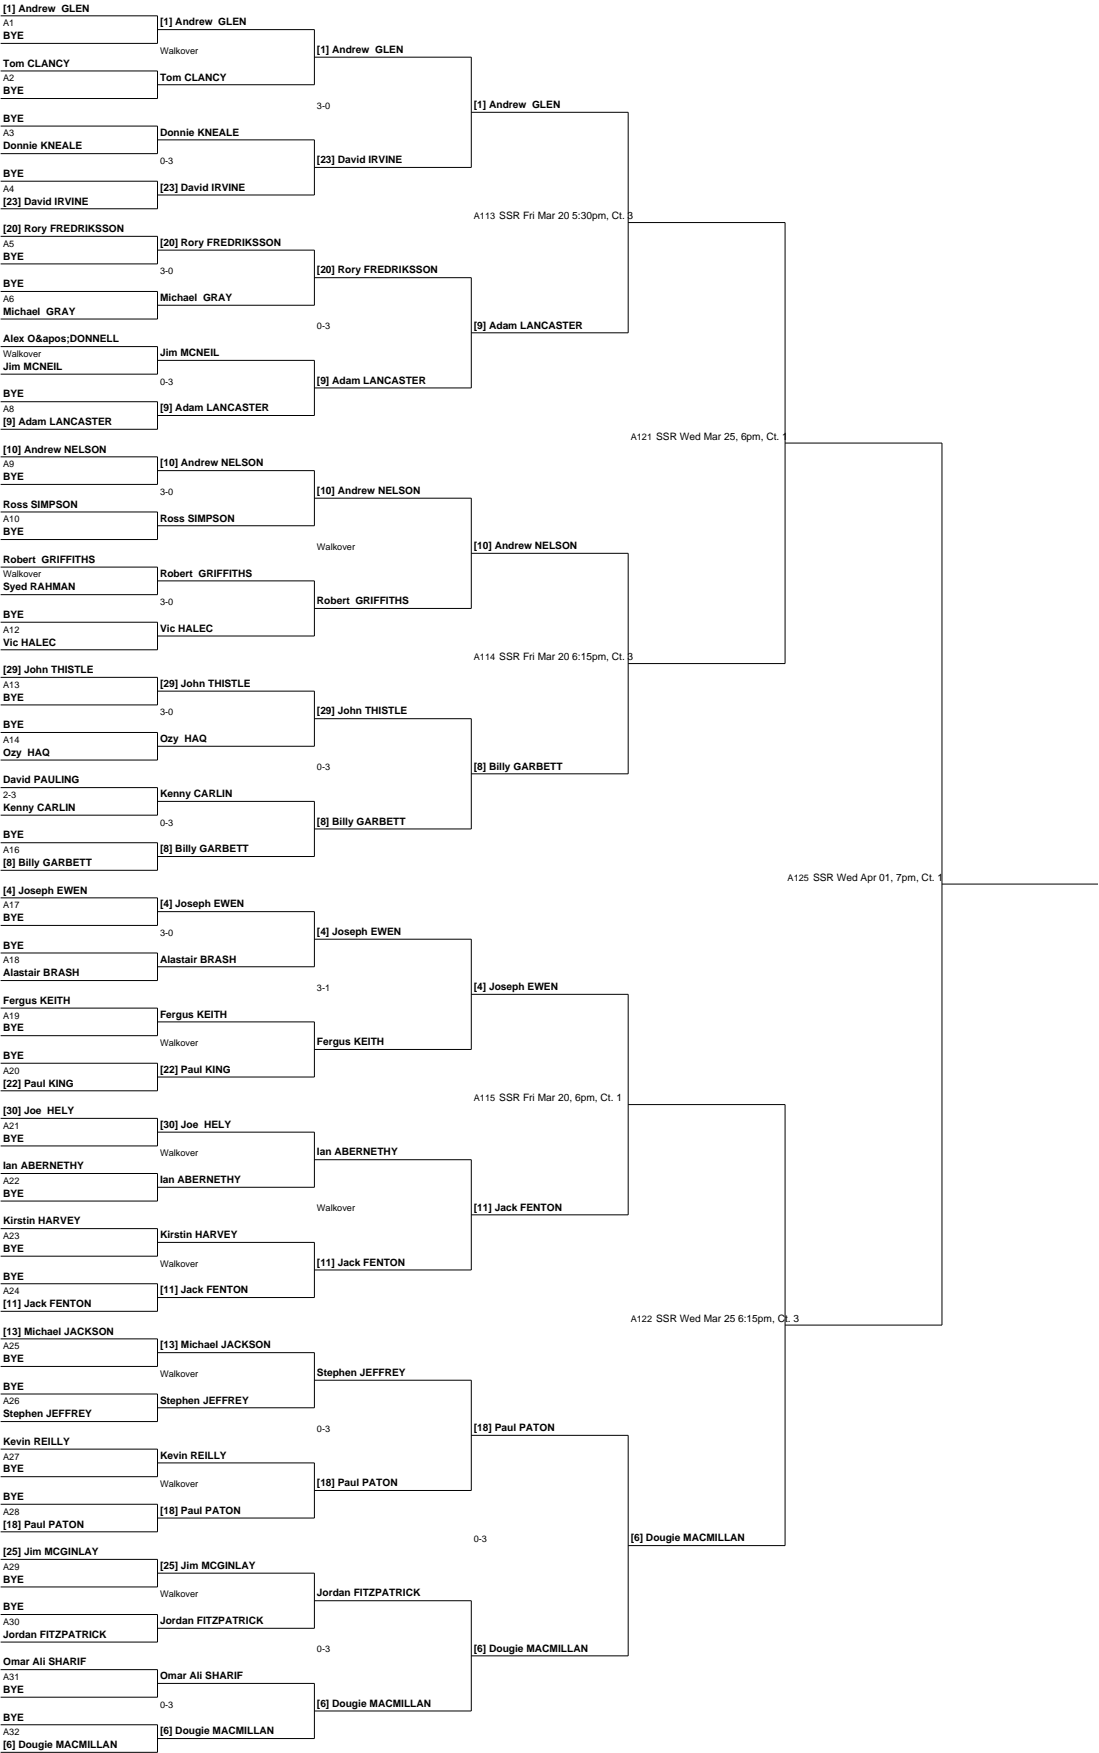 [1] Andrew  GLEN
A1
BYE
Tom CLANCY
A2
BYE
BYE
A3
Donnie KNEALE
BYE
A4
[23] David IRVINE
[20] Rory FREDRIKSSON
A5
BYE
BYE
A6
Michael  GRAY
Alex O&apos;DONNELL
Walkover
Jim MCNEIL
BYE
A8
[9] Adam LANCASTER
[10] Andrew NELSON
A9
BYE
Ross SIMPSON
A10
BYE
Robert  GRIFFITHS
Walkover
Syed RAHMAN
BYE
A12
Vic HALEC
[29] John THISTLE
A13
BYE
BYE
A14
Ozy  HAQ
David PAULING
2-3
Kenny CARLIN
BYE
A16
[8] Billy GARBETT
[4] Joseph EWEN
A17
BYE
BYE
A18
Alastair BRASH
Fergus KEITH
A19
BYE
BYE
A20
[22] Paul KING
[30] Joe  HELY
A21
BYE
Ian ABERNETHY
A22
BYE
Kirstin HARVEY
A23
BYE
BYE
A24
[11] Jack FENTON
[13] Michael JACKSON
A25
BYE
BYE
A26
Stephen JEFFREY
Kevin REILLY
A27
BYE
BYE
A28
[18] Paul PATON
[25] Jim MCGINLAY
A29
BYE
BYE
A30
Jordan FITZPATRICK
Omar Ali SHARIF
A31
BYE
BYE
A32
[6] Dougie MACMILLAN
[1] Andrew  GLEN
Walkover
Tom CLANCY
Donnie KNEALE
0-3
[23] David IRVINE
[20] Rory FREDRIKSSON
3-0
Michael  GRAY
Jim MCNEIL
0-3
[9] Adam LANCASTER
[10] Andrew NELSON
3-0
Ross SIMPSON
Robert  GRIFFITHS
3-0
Vic HALEC
[29] John THISTLE
3-0
Ozy  HAQ
Kenny CARLIN
0-3
[8] Billy GARBETT
[4] Joseph EWEN
3-0
Alastair BRASH
Fergus KEITH
Walkover
[22] Paul KING
[30] Joe  HELY
Walkover
Ian ABERNETHY
Kirstin HARVEY
Walkover
[11] Jack FENTON
[13] Michael JACKSON
Walkover
Stephen JEFFREY
Kevin REILLY
Walkover
[18] Paul PATON
[25] Jim MCGINLAY
Walkover
Jordan FITZPATRICK
Omar Ali SHARIF
0-3
[6] Dougie MACMILLAN
[1] Andrew  GLEN
3-0
[23] David IRVINE
[20] Rory FREDRIKSSON
0-3
[9] Adam LANCASTER
[10] Andrew NELSON
Walkover
Robert  GRIFFITHS
[29] John THISTLE
0-3
[8] Billy GARBETT
[4] Joseph EWEN
3-1
Fergus KEITH
Ian ABERNETHY
Walkover
[11] Jack FENTON
Stephen JEFFREY
0-3
[18] Paul PATON
Jordan FITZPATRICK
0-3
[6] Dougie MACMILLAN
[1] Andrew  GLEN
A113 SSR Fri Mar 20 5:30pm, Ct. 3
[9] Adam LANCASTER
[10] Andrew NELSON
A114 SSR Fri Mar 20 6:15pm, Ct. 3
[8] Billy GARBETT
[4] Joseph EWEN
A115 SSR Fri Mar 20, 6pm, Ct. 1
[11] Jack FENTON
[18] Paul PATON
0-3
[6] Dougie MACMILLAN
A121 SSR Wed Mar 25, 6pm, Ct. 1
A122 SSR Wed Mar 25 6:15pm, Ct. 3
[6] Dougie MACMILLAN
A125 SSR Wed Apr 01, 7pm, Ct. 1